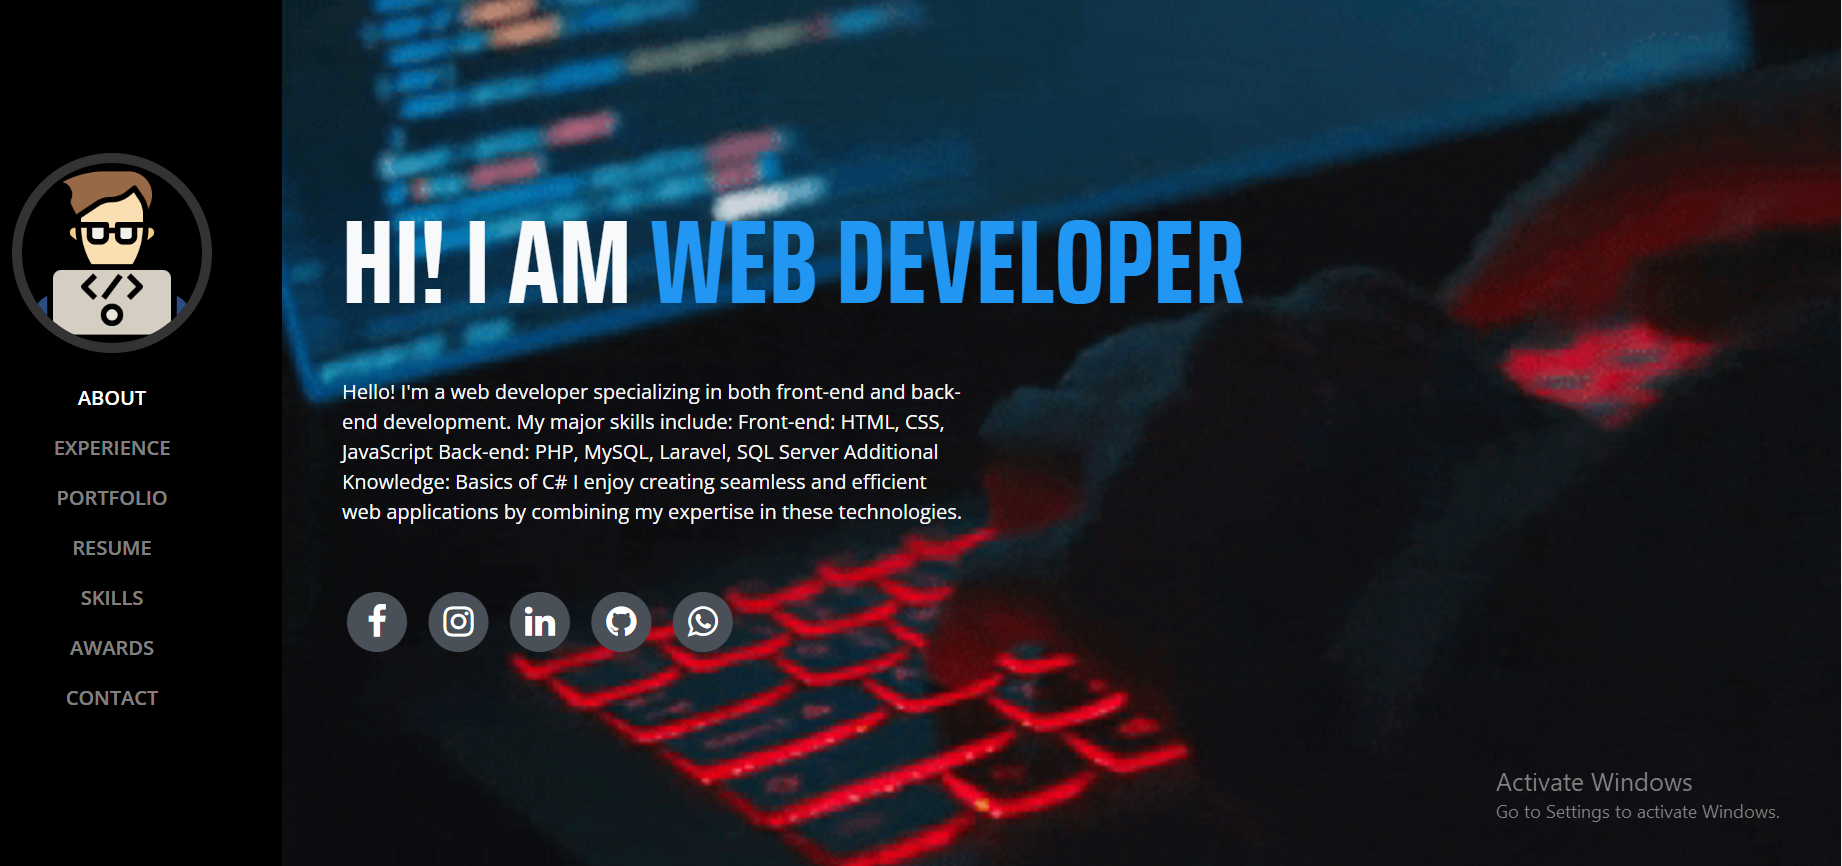 ABOUT
EXPERIENCE
PORTFOLIO
RESUME
SKILLS
AWARDS
CONTACT
HI! I AM WEB DEVELOPER
Hello! I'm a web developer specializing in both front-end and back-
end development. My major skills include: Front-end: HTML, CSS,
JavaScript Back-end: PHP, MySQL, Laravel, SQL Server Additional
Knowledge: Basics of C# I enjoy creating seamless and efficient
web applications by combining my expertise in these technologies.
Activate Windows
Go to Settings to activate Windows.